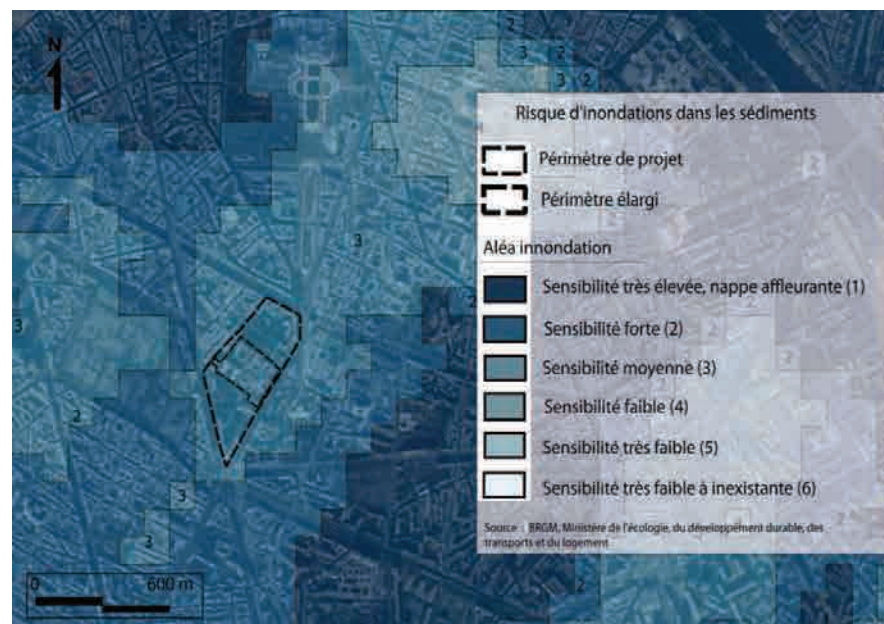 N
2
3
2
3
2
3
3
2
2
3
3
2
0
600 m
Risque d'inondations dans les sédiments
Périmètre de projet
Périmètre élargi
Aléa innondation
Sensibilité très élevée, nappe affleurante (1)
Sensibilité forte (2)
Sensibilité moyenne (3)
Sensibilité faible (4)
Sensibilité très faible (5)
Sensibilité très faible à inexistante (6)
Source : BRGM, Ministère de l'écologie, du développement durable, des
transports et du logement